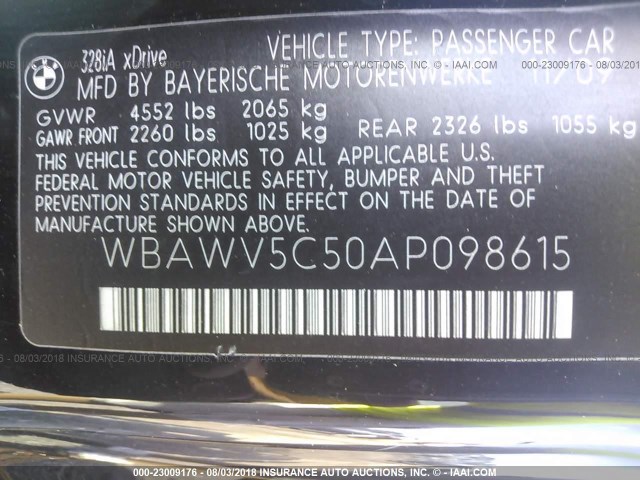 328iA xDrive VEHICLE TYPE: PASSENGER CAR
MFD BY BAYERISCHE MOTORENWERKE 11/09
GVWR 4552 lbs 2065 kg
GAWR FRONT 2260 lbs 1025 kg REAR 2326 lbs 1055 kg
THIS VEHICLE CONFORMS TO ALL APPLICABLE U.S.
FEDERAL MOTOR VEHICLE SAFETY, BUMPER AND THEFT
PREVENTION STANDARDS IN EFFECT ON THE DATE OF
MANUFACTURE SHOWN ABOVE.
WBAWV5C50AP098615
000-23009176 - 08/03/2018 INSURANCE AUTO AUCTIONS, INC. - IAAI.COM